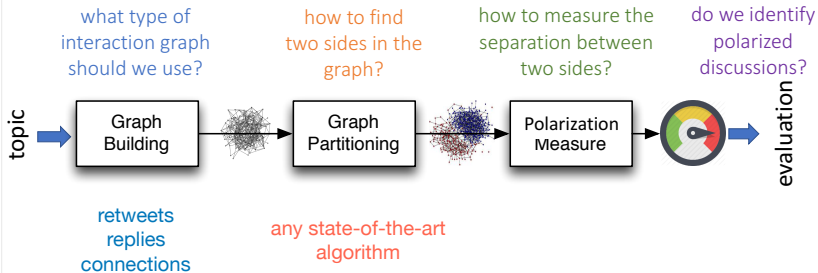 what type of
interaction graph
should we use?
how to find
two sides in the
graph?
how to measure the
separation between
two sides?
do we identify
polarized
discussions?
topic
Graph
Building
Graph
Partitioning
Polarization
Measure
evaluation
retweets
replies
connections
any state-of-the-art
algorithm